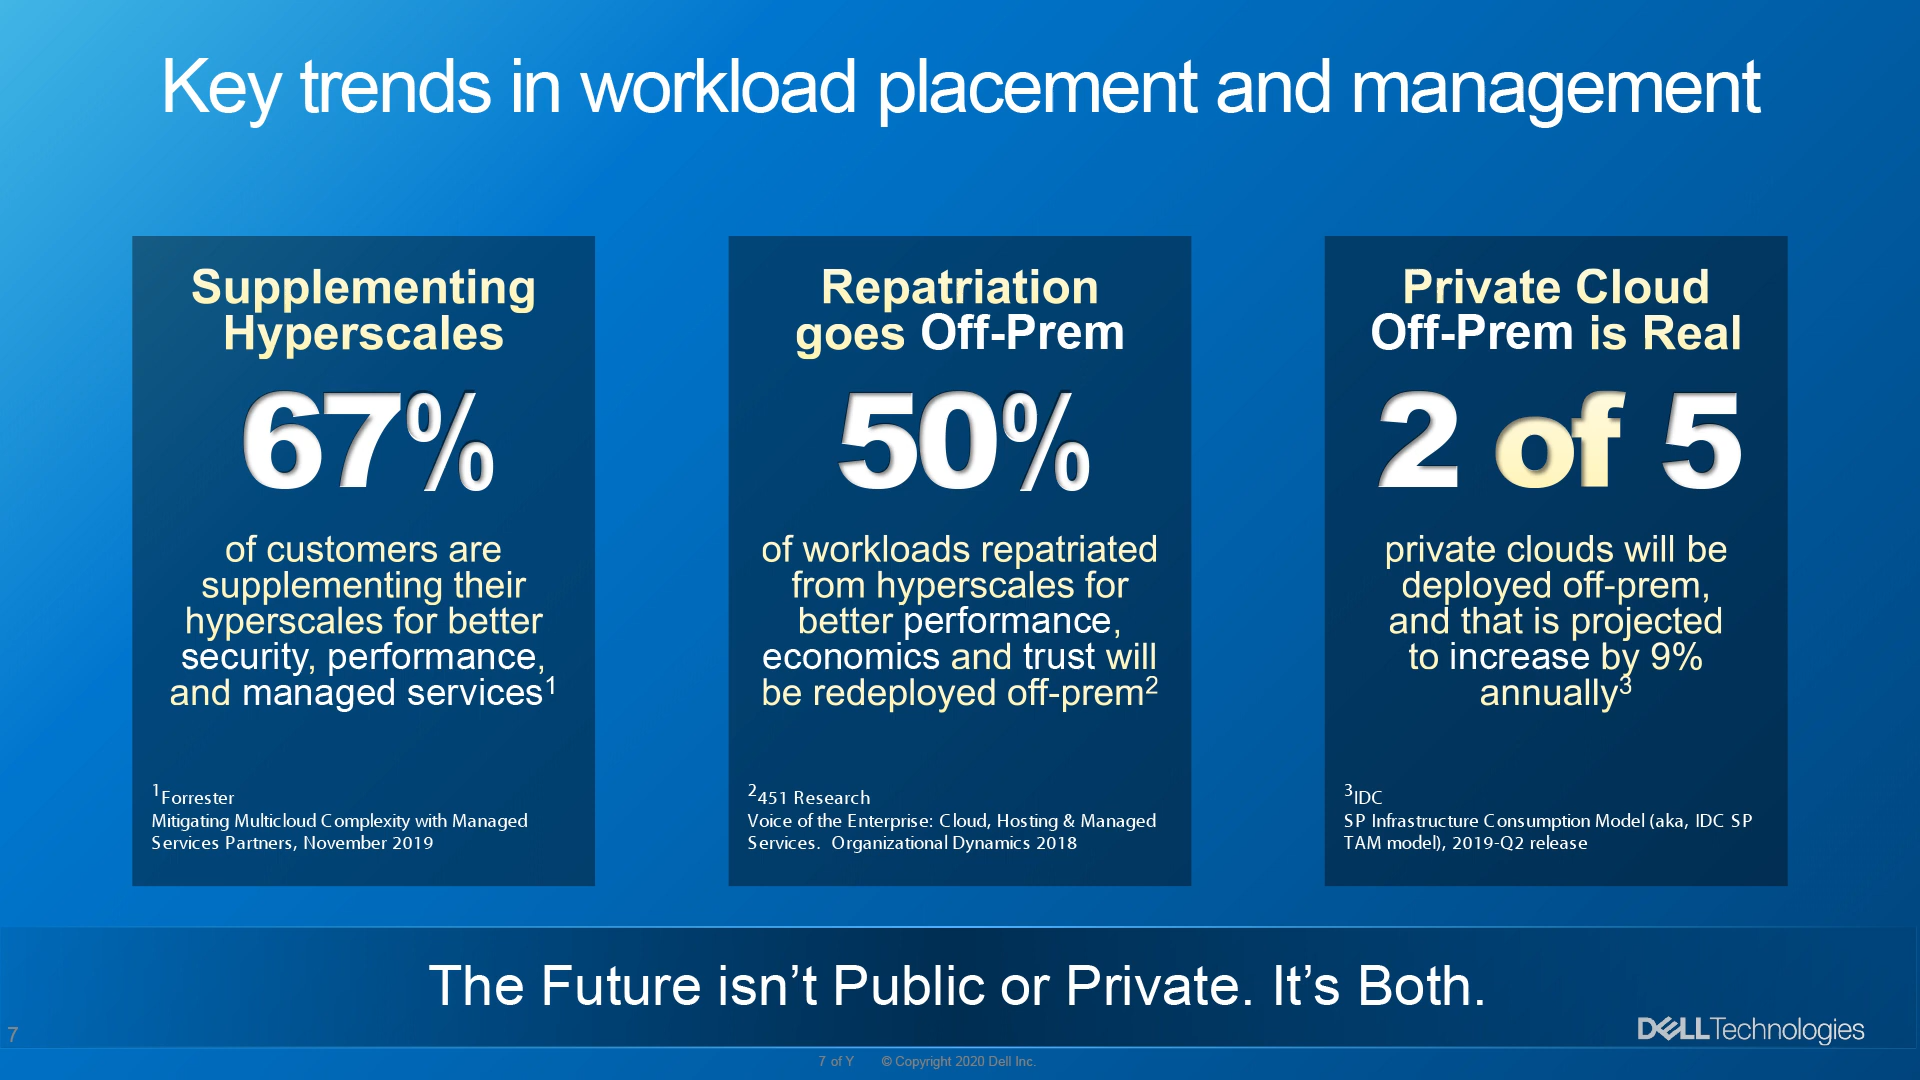 Key trends in workload placement and management
Supplementing
Hyperscales
67%
of customers are
supplementing their
hyperscales for better
security, performance,
and managed services1
1Forrester
Mitigating Multicloud Complexity with Managed
Services Partners, November 2019
Repatriation
goes Off-Prem
50%
of workloads repatriated
from hyperscales for
better performance,
economics and trust will
be redeployed off-prem2
2451 Research
Voice of the Enterprise: Cloud, Hosting & Managed
Services. Organizational Dynamics 2018
Private Cloud
Off-Prem is Real
2 of 5
private clouds will be
deployed off-prem,
and that is projected
to increase by 9%
annually3
3IDC
SP Infrastructure Consumption Model (aka, IDC SP
TAM model), 2019-Q2 release
The Future isn’t Public or Private. It’s Both.
7
DELLTechnologies
7 of Y © Copyright 2020 Dell Inc.